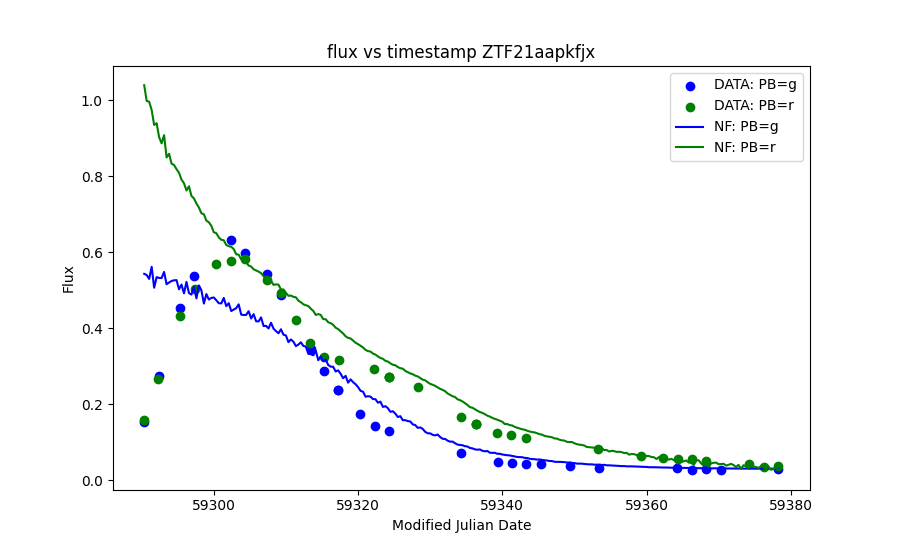 flux vs timestamp ZTF21aapkfjx
DATA: PB=g
DATA: PB=r
NF: PB=g
NF: PB=r
Flux
1.0
0.8
0.6
0.4
0.2
0.0
59300
59320
59340
59360
59380
Modified Julian Date